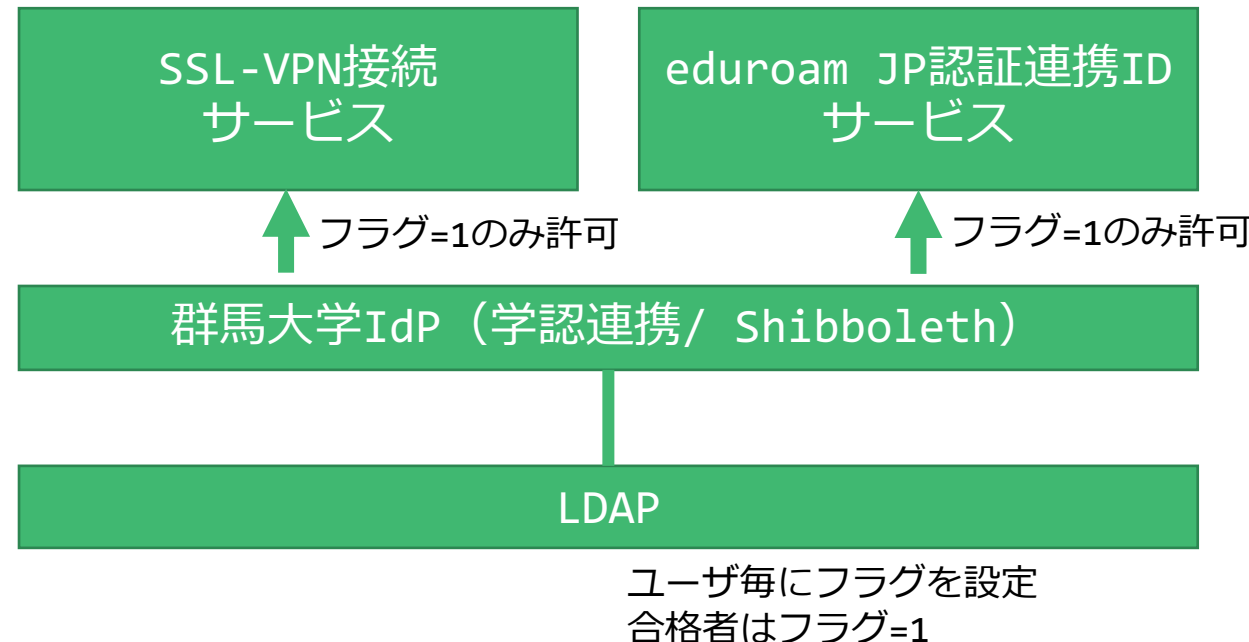 SSL-VPN接続
サービス
eduroam JP認証連携ID
サービス
フラグ=1のみ許可
フラグ=1のみ許可
群馬大学IdP（学認連携/ Shibboleth）
LDAP
ユーザ毎にフラグを設定
合格者はフラグ=1